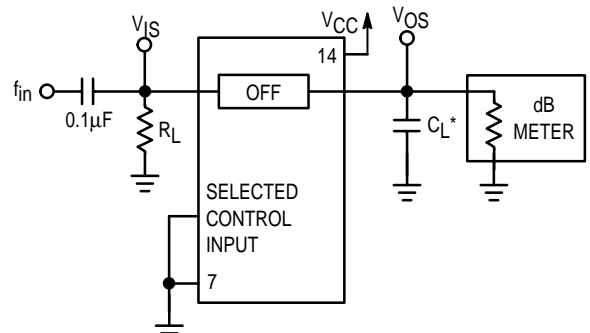 VIS
VCC
VOS
14
fin
OFF
dB
METER
0.1μF
RL
CL*
SELECTED
CONTROL
INPUT
7